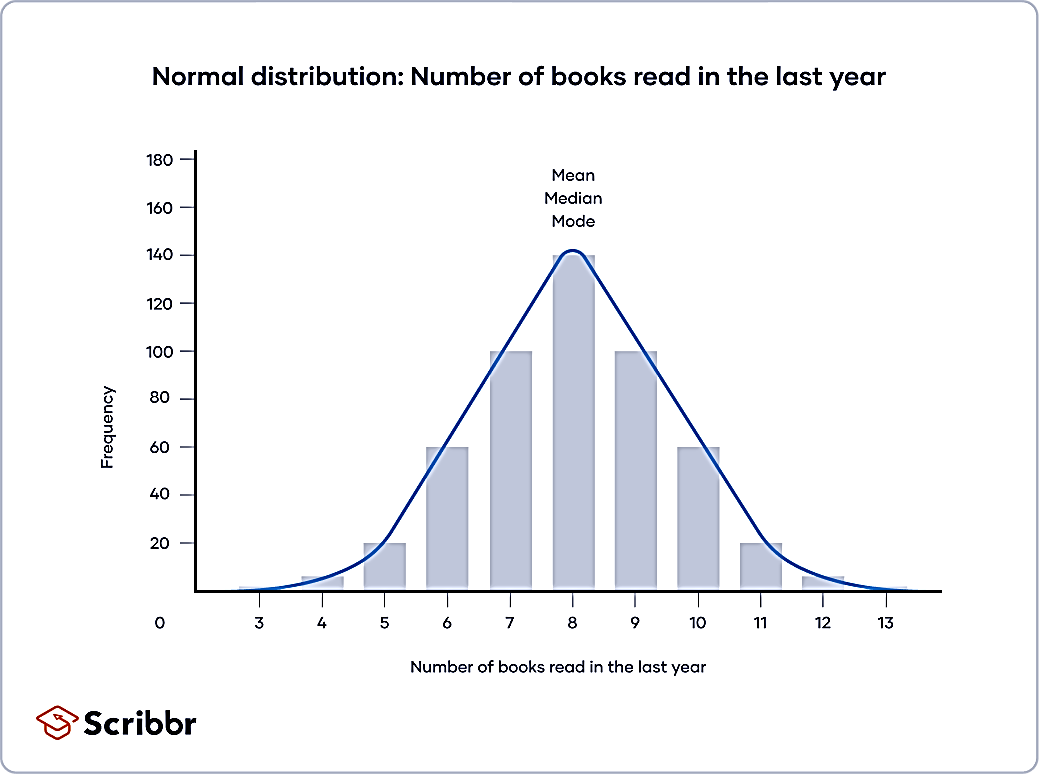 Normal distribution: Number of books read in the last year
180
160
140
120
100
80
60
40
20
Frequency
Mean
Median
Mode
0 3 4 5 6 7 8 9 10 11 12 13
Number of books read in the last year
Scribbr